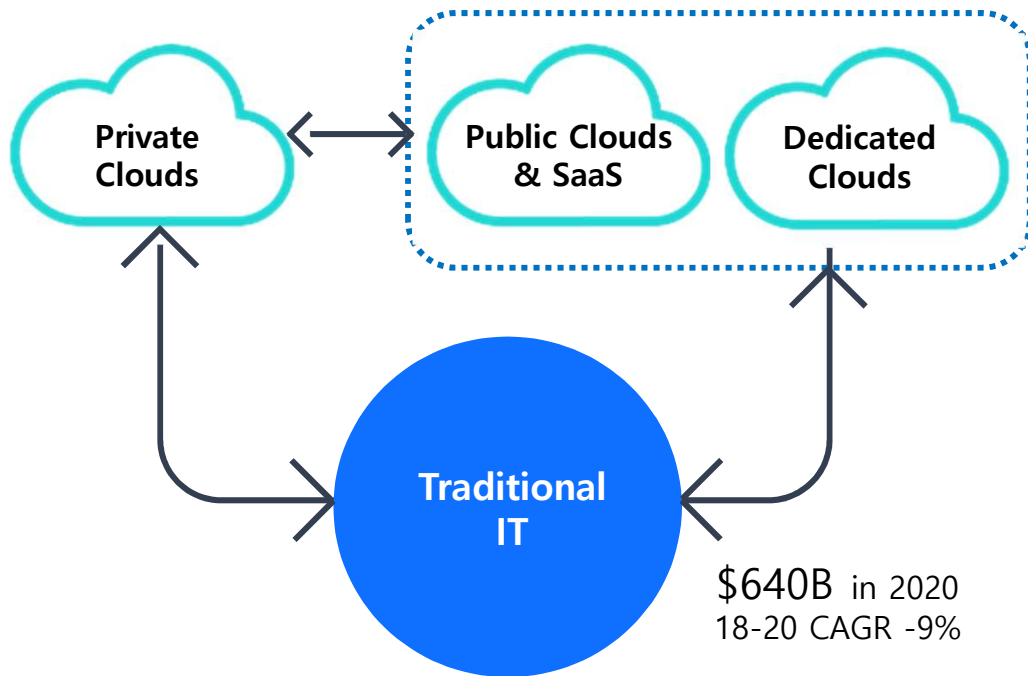 Private
Clouds
Public Clouds
& SaaS
Dedicated
Clouds
Traditional
IT
$640B in 2020
18-20 CAGR -9%